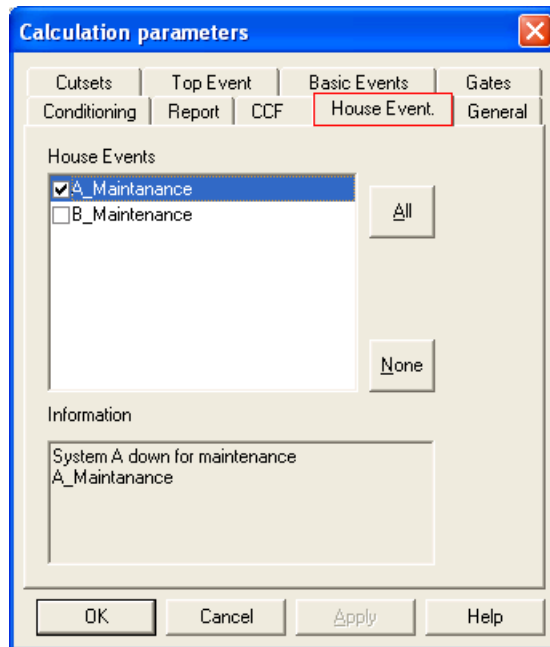 Calculation parameters
Cutsets Top Event Basic Events Gates
Conditioning Report CCF House Event. General
House Events
A_Maintanance
B_Maintenance
All
None
Information
System A down for maintenance
A_Maintanance
OK Cancel Apply Help